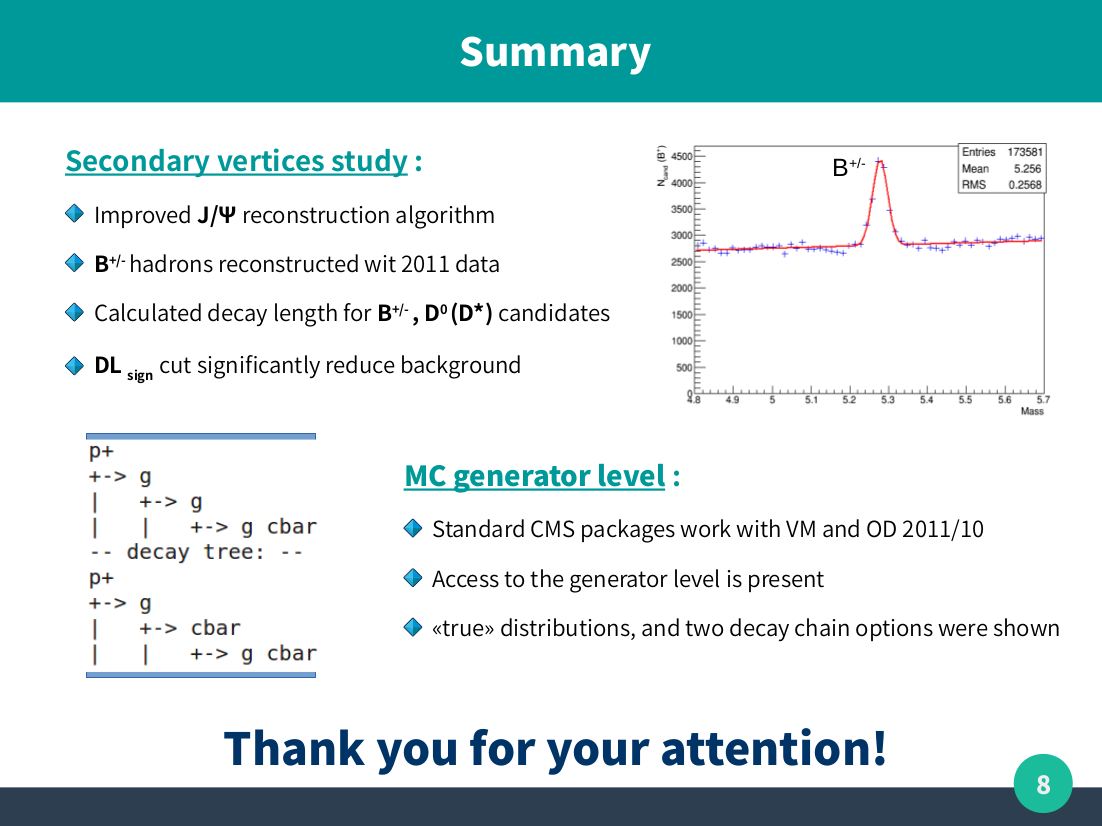 Summary
Secondary vertices study :
Improved J/Ψ reconstruction algorithm
B+/- hadrons reconstructed wit 2011 data
Calculated decay length for B+/- , D0 (D*) candidates
DL sign cut significantly reduce background
N cand (B+)
B+/-
Entries 173581
Mean 5.256
RMS 0.2568
4500
4000
3500
3000
2500
2000
1500
1000
500
0
4.8 4.9 5 5.1 5.2 5.3 5.4 5.5 5.6 5.7
Mass
p+
+-> g
|   +-> g
|   |   +-> g cbar
-- decay tree: --
p+
+-> g
|   +-> cbar
|   |   +-> g cbar
MC generator level :
Standard CMS packages work with VM and OD 2011/10
Access to the generator level is present
«true» distributions, and two decay chain options were shown
Thank you for your attention!
8